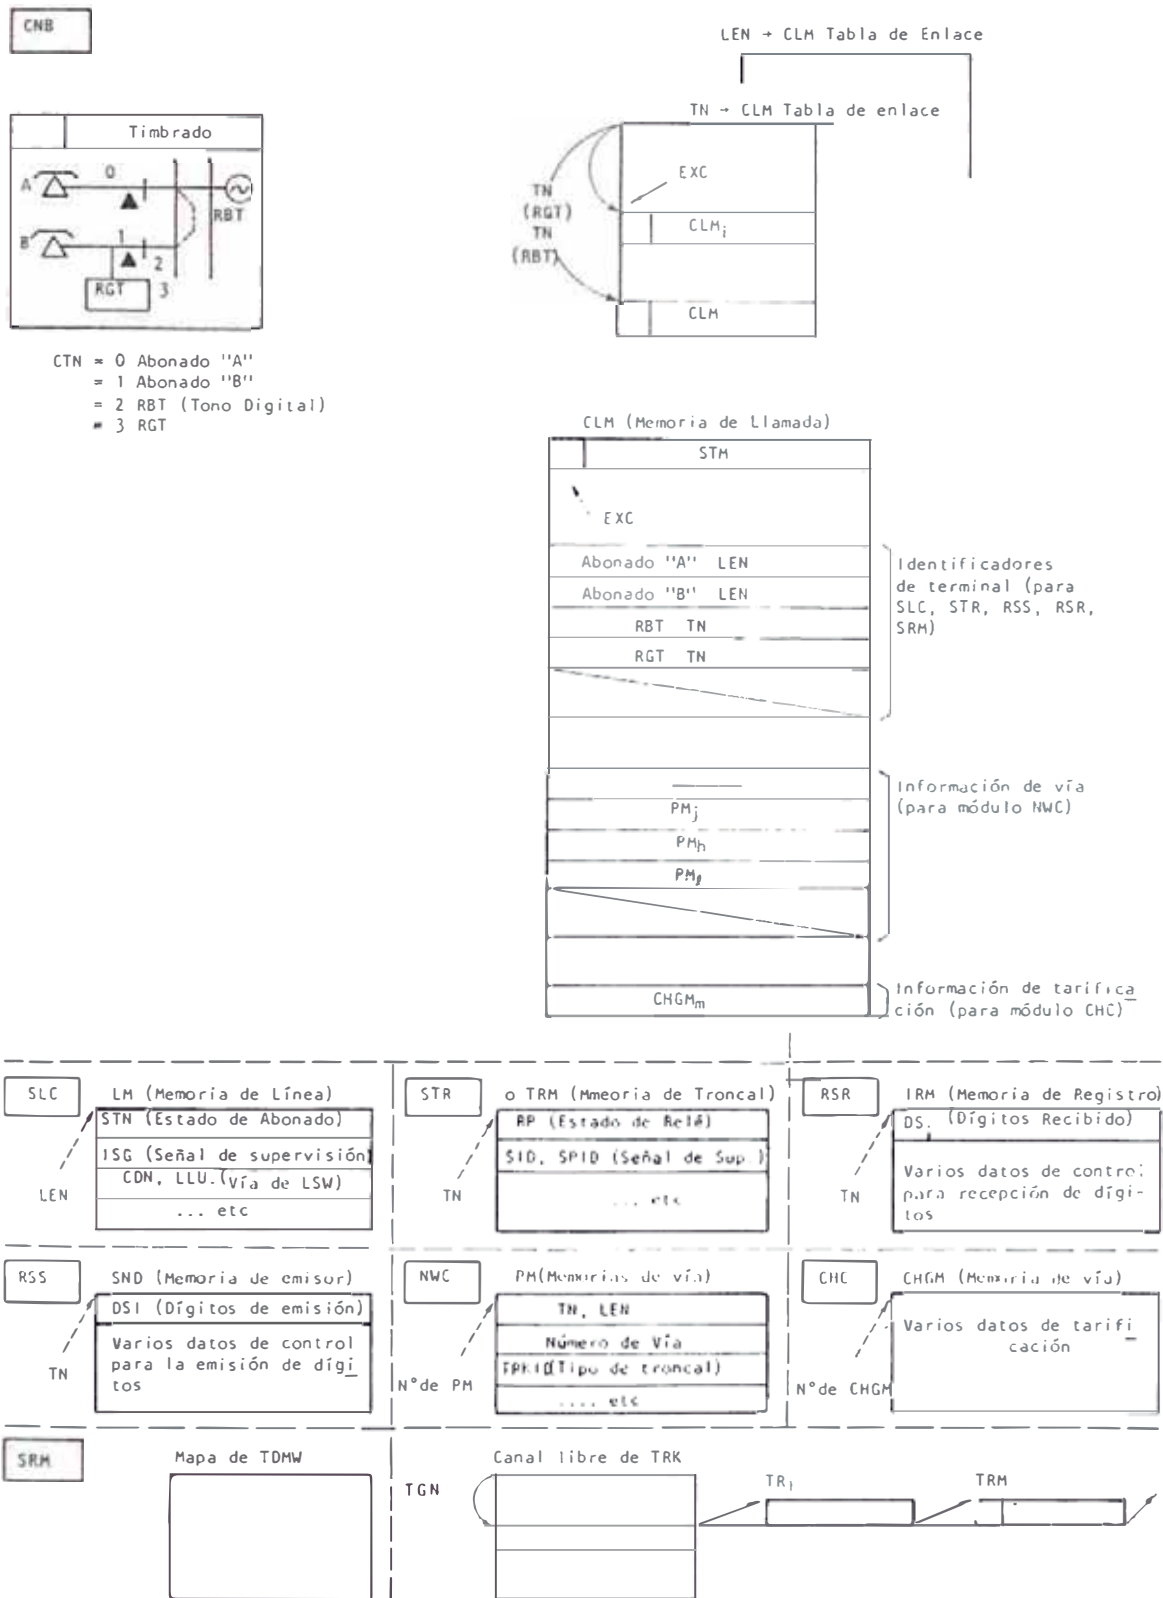 CNB
LEN → CLM Tabla de Enlace
TN → CLM Tabla de enlace
Timbrado
A
0
RBT
B
1
2
RGT
3
EXC
TN
(RGT)
TN
(RBT)
CLMi
CLM
CTN = 0 Abonado "A"
= 1 Abonado "B"
= 2 RBT (Tono Digital)
= 3 RGT
CLM (Memoria de Llamada)
STM
EXC
Abonado "A" LEN
Abonado "B" LEN
RBT TN
RGT TN
Identificadores
de terminal (para
SLC, STR, RSS, RSR,
SRM)
PMj
PMh
PM
Información de vía
(para módulo NWC)
CHGMm
Información de tarifica
ción (para módulo CHC)
SLC
LM (Memoria de Línea)
STN (Estado de Abonado)
ISG (Señal de supervisión)
CDN, LLU.(Vía de LSW)
... etc
LEN
STR
o TRM (Mmeoria de Troncal)
RP (Estado de Relé)
SID, SPID (Señal de Sup.)
... etc
TN
RSR
IRM (Memoria de Registro)
DS. (Dígitos Recibido)
Varios datos de control
para recepción de dígi-
tos
TN
RSS
SND (Memoria de emisor)
DSI (Dígitos de emisión)
Varios datos de control
para la emisión de dígi
tos
TN
NWC
PM(Memorias de vía)
TN, LEN
Número de Vía
(Tipo de troncal)
.... etc
N°de PM
CHC
CHGM (Memoria de vía)
Varios datos de tarifi
cación
N°de CHGM
SRM
Mapa de TDMW
TGN
Canal libre de TRK
TRM